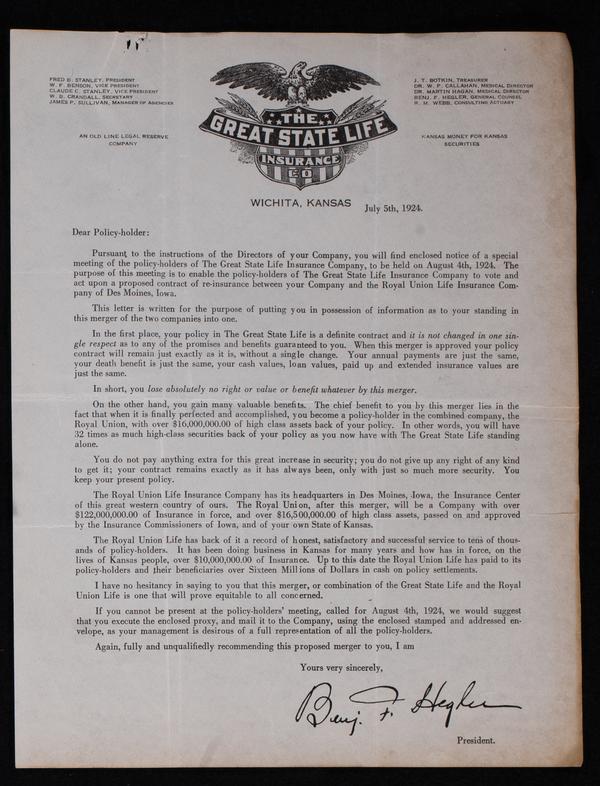 FRED B. STANLEY, PRESIDENT
W. F. BENSON, VICE PRESIDENT
CLAUDE C. STANLEY, VICE PRESIDENT
W. D. CRANDALL, SECRETARY
JAMES P. SULLIVAN, MANAGER OF AGENCIES
AN OLD LINE LEGAL RESERVE
COMPANY
THE
GREAT STATE LIFE
INSURANCE
CO
J. T. BOTKIN, TREASURER
DR. W. P. CALLAHAN, MEDICAL DIRECTOR
DR. MARTIN HAGAN, MEDICAL DIRECTOR
BENJ. F. HEGLER, GENERAL COUNSEL
R. M. WEBB, CONSULTING ACTUARY
KANSAS MONEY FOR KANSAS
SECURITIES
WICHITA, KANSAS
July 5th, 1924.
Dear Policy-holder:
Pursuant to the instructions of the Directors of your Company, you will find enclosed notice of a special
meeting of the policy-holders of The Great State Life Insurance Company, to be held on August 4th, 1924. The
purpose of this meeting is to enable the policy-holders of The Great State Life Insurance Company to vote and
act upon a proposed contract of re-insurance between your Company and the Royal Union Life Insurance Com-
pany of Des Moines, Iowa.
This letter is written for the purpose of putting you in possession of information as to your standing in
this merger of the two companies into one.
In the first place, your policy in The Great State Life is a definite contract and it is not changed in one sin-
gle respect as to any of the promises and benefits guaranteed to you. When this merger is approved your policy
contract will remain just exactly as it is, without a single change. Your annual payments are just the same,
your death benefit is just the same, your cash values, loan values, paid up and extended insurance values are
just the same.
In short, you lose absolutely no right or value or benefit whatever by this merger.
On the other hand, you gain many valuable benefits. The chief benefit to you by this merger lies in the
fact that when it is finally perfected and accomplished, you become a policy-holder in the combined company, the
Royal Union, with over $16,000,000.00 of high class assets back of your policy. In other words, you will have
32 times as much high-class securities back of your policy as you now have with The Great State Life standing
alone.
You do not pay anything extra for this great increase in security; you do not give up any right of any kind
to get it; your contract remains exactly as it has always been, only with just so much more security. You
keep your present policy.
The Royal Union Life Insurance Company has its headquarters in Des Moines, Iowa, the Insurance Center
of this great western country of ours. The Royal Union, after this merger, will be a Company with over
$122,000,000.00 of Insurance in force, and over $16,500,000.00 of high class assets, passed on and approved
by the Insurance Commissioners of Iowa, and of your own State of Kansas.
The Royal Union Life has back of it a record of honest, satisfactory and successful service to tens of thous-
ands of policy-holders. It has been doing business in Kansas for many years and how has in force, on the
lives of Kansas people, over $10,000,000.00 of Insurance. Up to this date the Royal Union Life has paid to its
policy-holders and their beneficiaries over Sixteen Millions of Dollars in cash on policy settlements.
I have no hesitancy in saying to you that this merger, or combination of the Great State Life and the Royal
Union Life is one that will prove equitable to all concerned.
If you cannot be present at the policy-holders' meeting, called for August 4th, 1924, we would suggest
that you execute the enclosed proxy, and mail it to the Company, using the enclosed stamped and addressed en-
velope, as your management is desirous of a full representation of all the policy-holders.
Again, fully and unqualifiedly recommending this proposed merger to you, I am
Yours very sincerely,
Benj. F. Hegler
President.